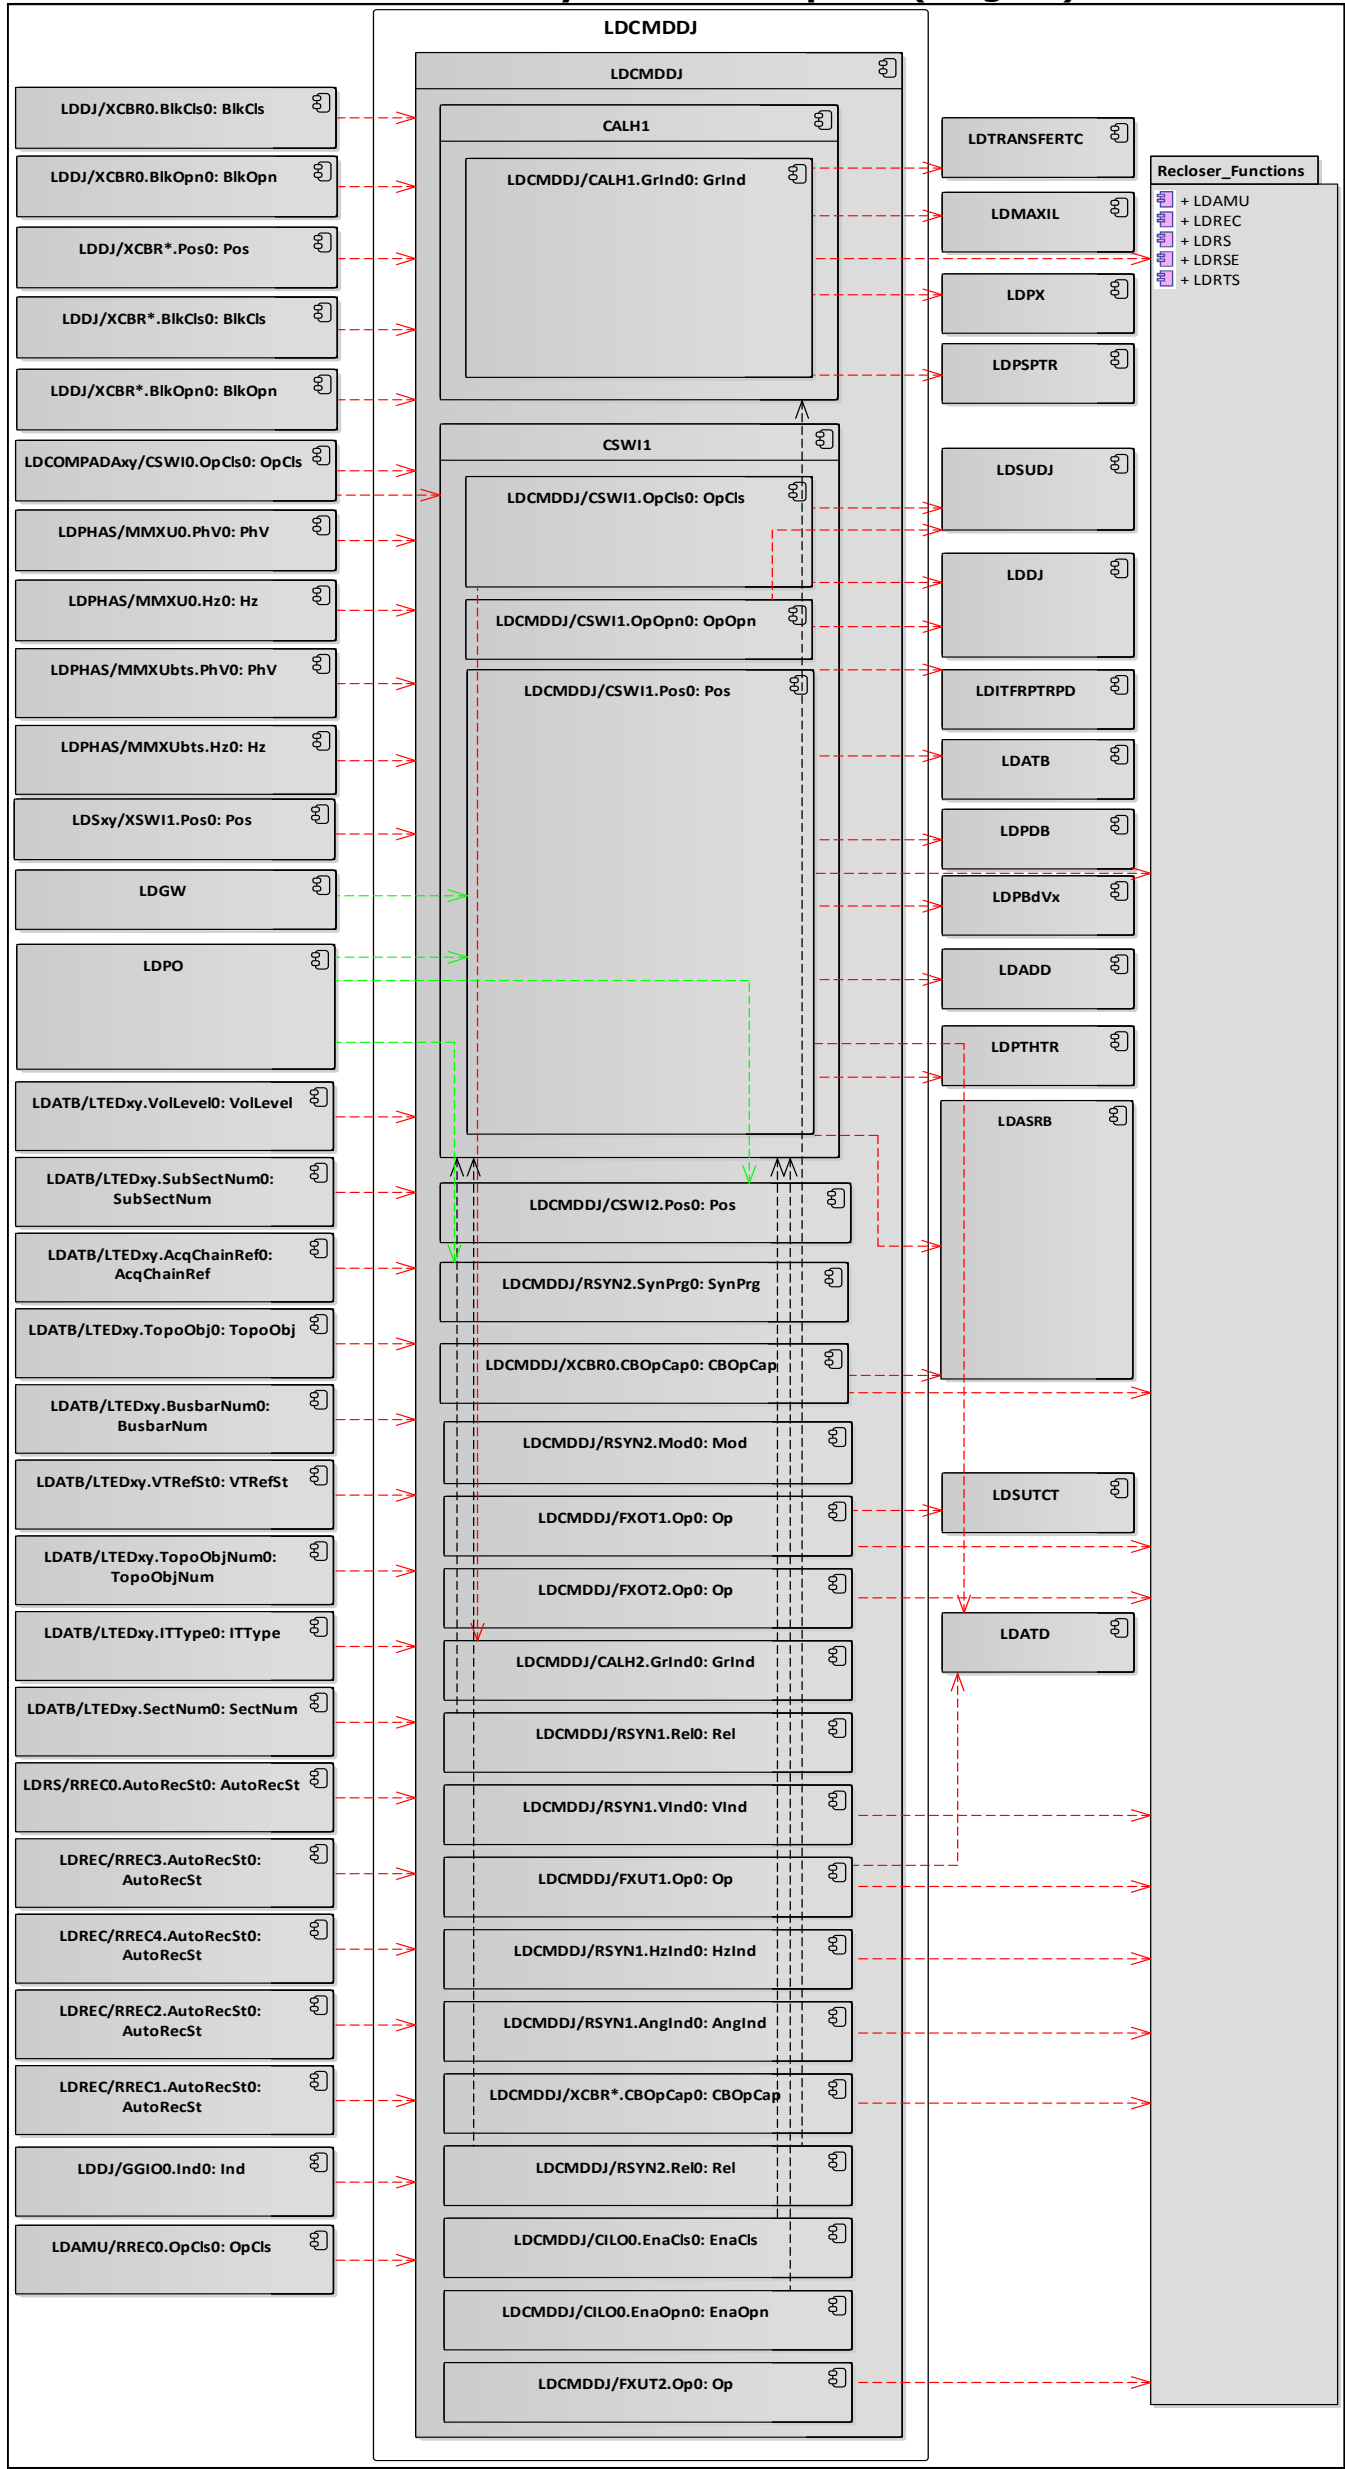 LDCMDDJ
LDCMDDJ
LDDJ/XCBR0.BlkCls0: BlkCls
LDDJ/XCBR0.BlkOpn0: BlkOpn
LDDJ/XCBR*.Pos0: Pos
LDDJ/XCBR*.BlkCls0: BlkCls
LDDJ/XCBR*.BlkOpn0: BlkOpn
LDCOMPADAxy/CSWI0.OpCls0: OpCls
LDPHAS/MMXU0.PhV0: PhV
LDPHAS/MMXU0.Hz0: Hz
LDPHAS/MMXUbts.PhV0: PhV
LDPHAS/MMXUbts.Hz0: Hz
LDSxy/XSWI1.Pos0: Pos
LDGW
LDPO
LDATB/LTEDxy.VolLevel0: VolLevel
LDATB/LTEDxy.SubSectNum0:
SubSectNum
LDATB/LTEDxy.AcqChainRef0:
AcqChainRef
LDATB/LTEDxy.TopoObj0: TopoObj
LDATB/LTEDxy.BusbarNum0:
BusbarNum
LDATB/LTEDxy.VTRefSt0: VTRefSt
LDATB/LTEDxy.TopoObjNum0:
TopoObjNum
LDATB/LTEDxy.ITType0: ITType
LDATB/LTEDxy.SectNum0: SectNum
LDRS/RREC0.AutoRecSt0: AutoRecSt
LDREC/RREC3.AutoRecSt0:
AutoRecSt
LDREC/RREC4.AutoRecSt0:
AutoRecSt
LDREC/RREC2.AutoRecSt0:
AutoRecSt
LDREC/RREC1.AutoRecSt0:
AutoRecSt
LDDJ/GGIO0.Ind0: Ind
LDAMU/RREC0.OpCls0: OpCls
CALH1
LDCMDDJ/CALH1.GrInd0: GrInd
CSWI1
LDCMDDJ/CSWI1.OpCls0: OpCls
LDCMDDJ/CSWI1.OpOpn0: OpOpn
LDCMDDJ/CSWI1.Pos0: Pos
LDCMDDJ/CSWI2.Pos0: Pos
LDCMDDJ/RSYN2.SynPrg0: SynPrg
LDCMDDJ/XCBR0.CBOpCap0: CBOpCap
LDCMDDJ/RSYN2.Mod0: Mod
LDCMDDJ/FXOT1.Op0: Op
LDCMDDJ/FXOT2.Op0: Op
LDCMDDJ/CALH2.GrInd0: GrInd
LDCMDDJ/RSYN1.Rel0: Rel
LDCMDDJ/RSYN1.VInd0: VInd
LDCMDDJ/FXUT1.Op0: Op
LDCMDDJ/RSYN1.HzInd0: HzInd
LDCMDDJ/RSYN1.AngInd0: AngInd
LDCMDDJ/XCBR*.CBOpCap0: CBOpCap
LDCMDDJ/RSYN2.Rel0: Rel
LDCMDDJ/CILO0.EnaCls0: EnaCls
LDCMDDJ/CILO0.EnaOpn0: EnaOpn
LDCMDDJ/FXUT2.Op0: Op
LDTRANSFERTC
LDMAXIL
LDPX
LDPSPTR
LDSUDJ
LDDJ
LDITFRPTRPD
LDATB
LDPDB
LDPBdVx
LDADD
LDPTHTR
LDASRB
LDSUTCT
LDATD
Recloser_Functions
+ LDAMU
+ LDREC
+ LDRS
+ LDRSE
+ LDRTS